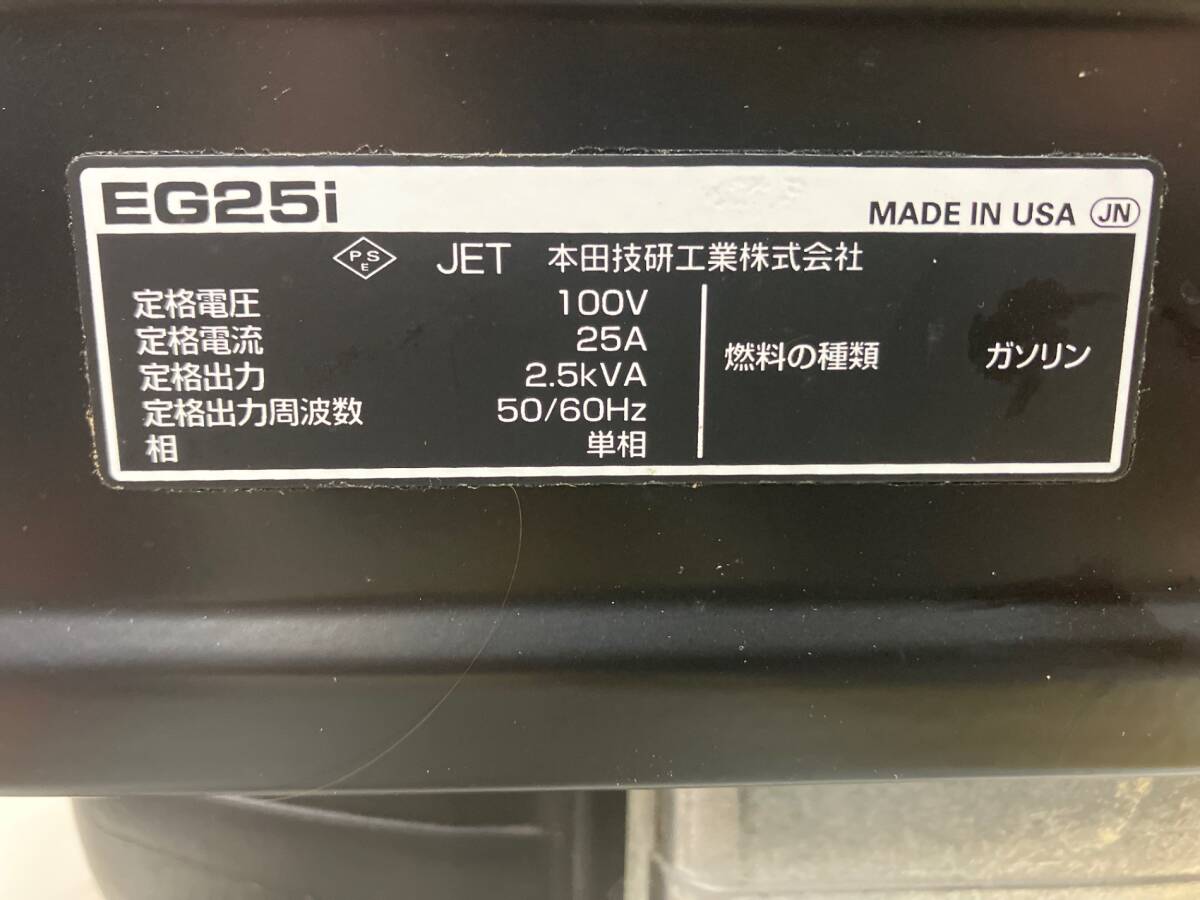 EG25i
MADE IN USA JN
PSE JET 本田技研工業株式会社
定格電圧 100V
定格電流 25A
定格出力 2.5kVA
定格出力周波数 50/60Hz
相 単相
燃料の種類 ガソリン